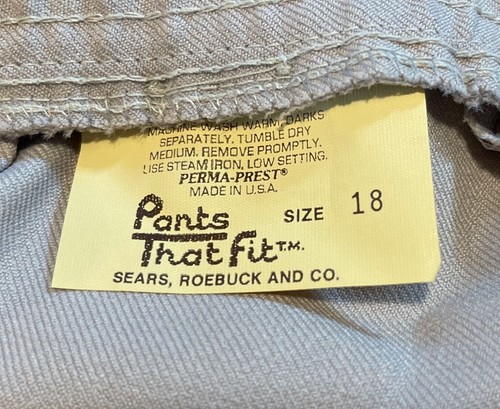 MACHINE WASH WARM, DARKS
SEPARATELY. TUMBLE DRY
MEDIUM. REMOVE PROMPTLY.
USE STEAM IRON, LOW SETTING.
PERMA-PREST®
MADE IN U.S.A.
Pants
That Fit™.
SIZE 18
SEARS, ROEBUCK AND CO.